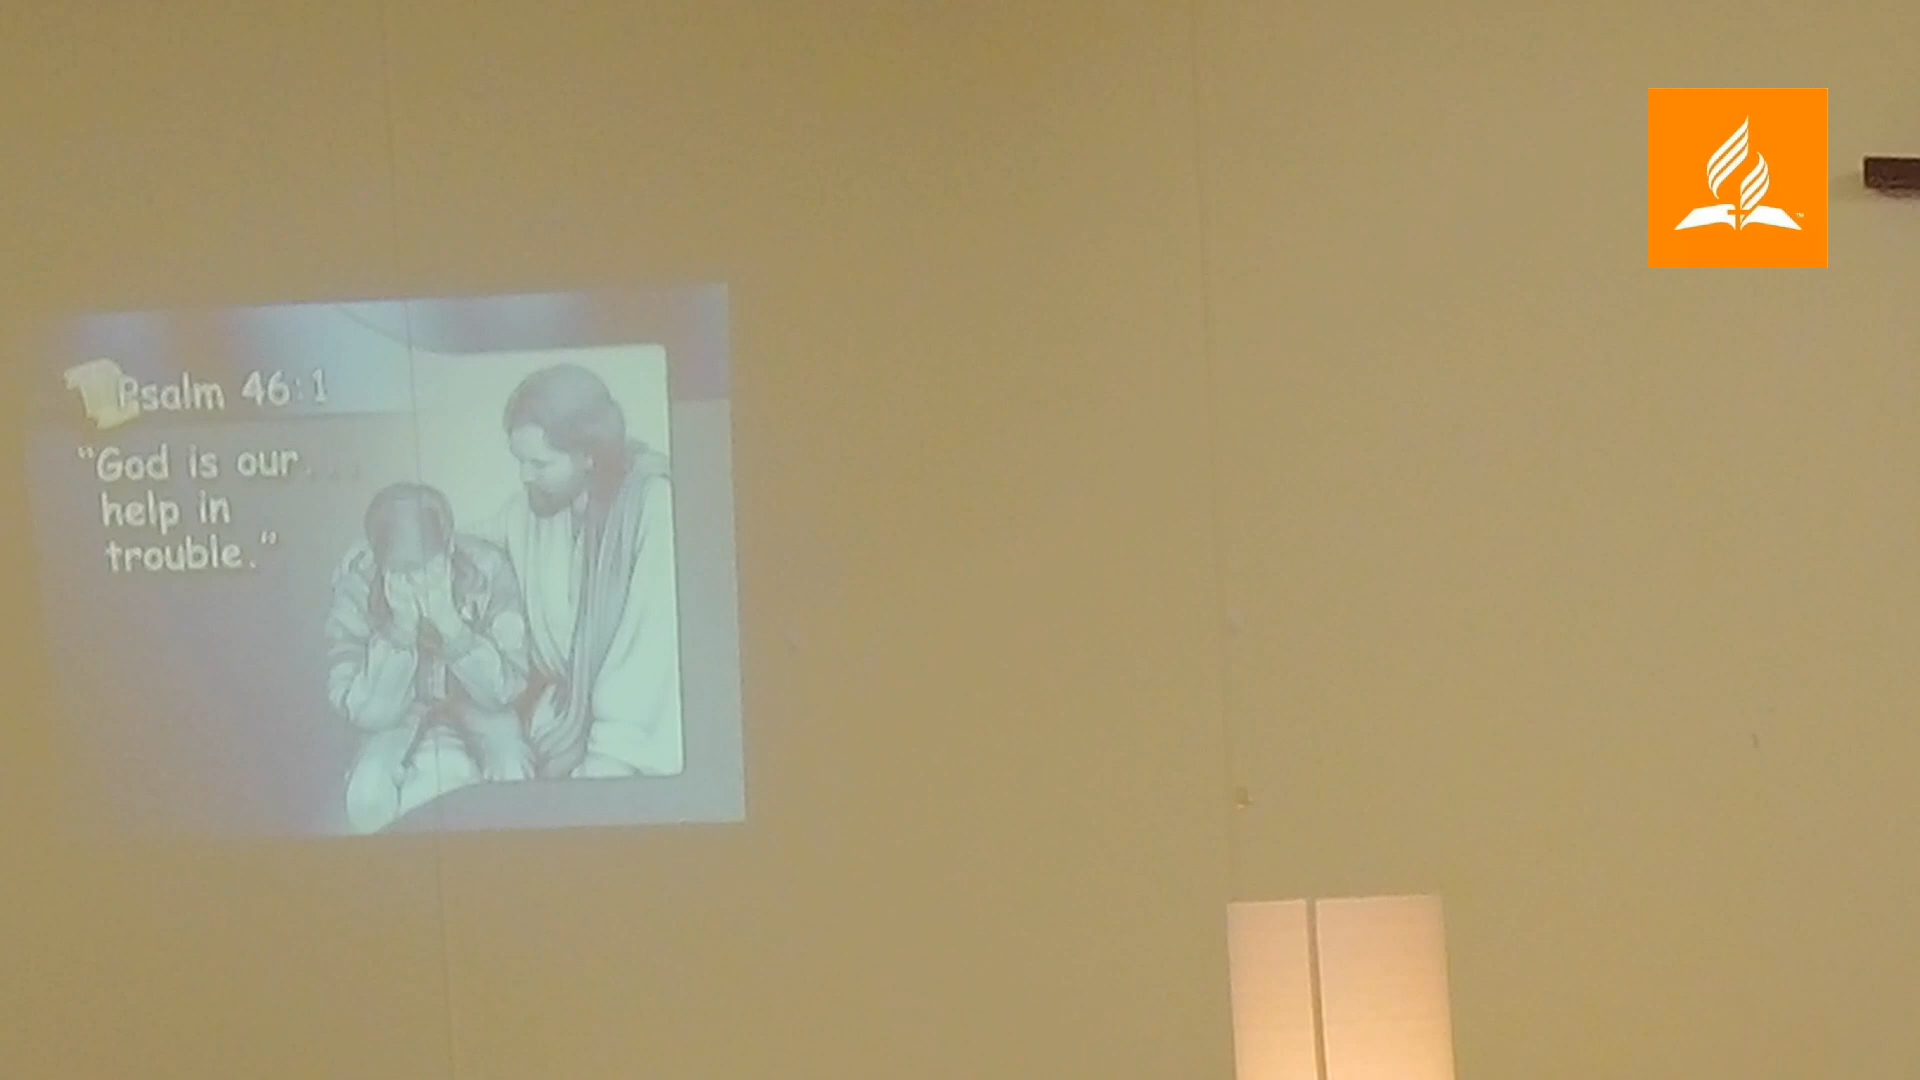 Psalm 46:1
"God is our . . .
help in
trouble."